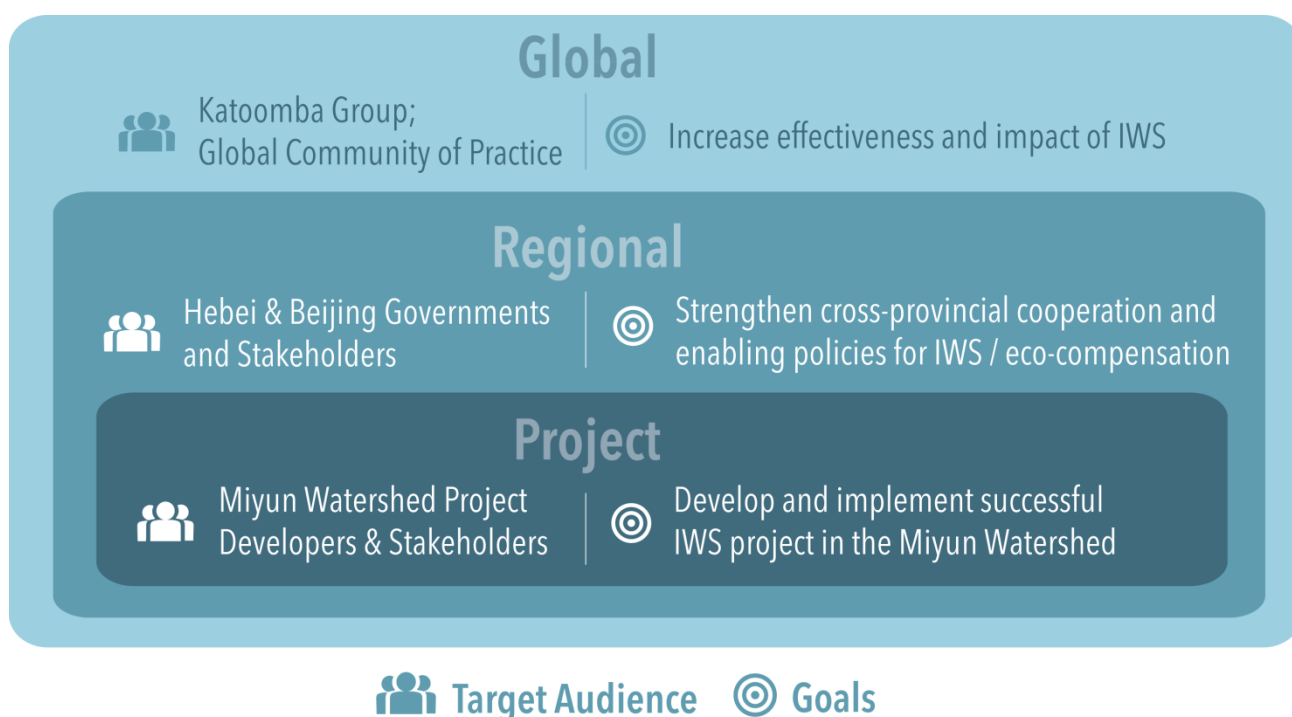 Global
Katoomba Group;
Global Community of Practice
Increase effectiveness and impact of IWS
Regional
Hebei & Beijing Governments
and Stakeholders
Strengthen cross-provincial cooperation and
enabling policies for IWS / eco-compensation
Project
Miyun Watershed Project
Developers & Stakeholders
Develop and implement successful
IWS project in the Miyun Watershed
Target Audience
Goals